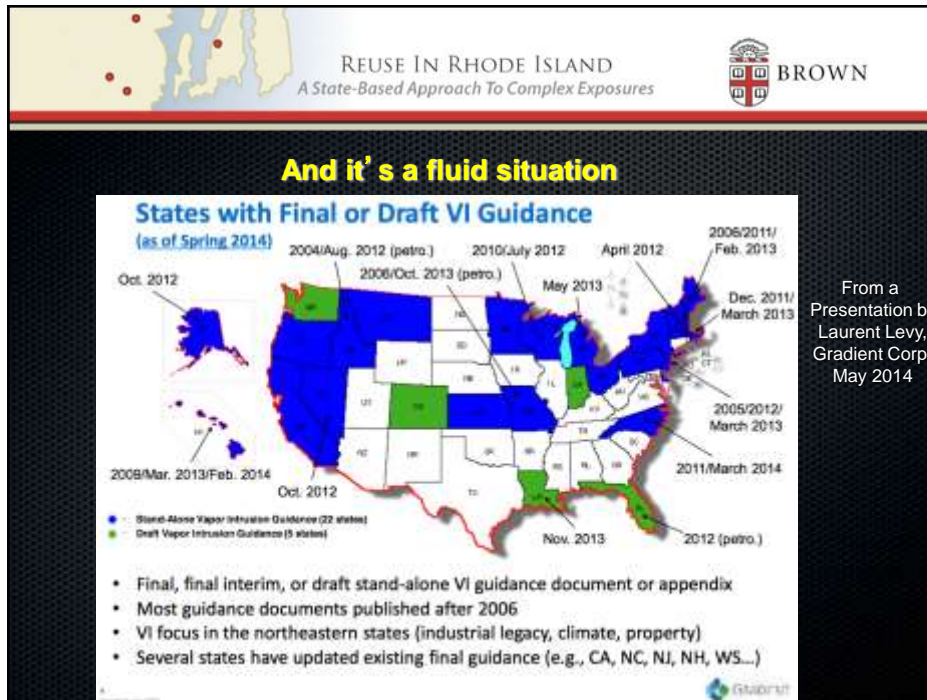 REUSE IN RHODE ISLAND
A State-Based Approach To Complex Exposures
BROWN
And it's a fluid situation
States with Final or Draft VI Guidance
(as of Spring 2014)
2004/Aug. 2012 (petro.)
2010/July 2012
April 2012
2006/2011/
Feb. 2013
Oct. 2012
2006/Oct. 2013 (petro.)
May 2013
Dec. 2011/
March 2013
From a
Presentation b
Laurent Levy,
Gradient Corp
May 2014
2005/2012/
March 2013
2009/Mar. 2013/Feb. 2014
Oct. 2012
2011/March 2014
Stand-Alone Vapor Intrusion Guidance (22 states)
Draft Vapor Intrusion Guidance (5 states)
Nov. 2013
2012 (petro.)
• Final, final interim, or draft stand-alone VI guidance document or appendix
• Most guidance documents published after 2006
• VI focus in the northeastern states (industrial legacy, climate, property)
• Several states have updated existing final guidance (e.g., CA, NC, NJ, NH, WS...)
GRADIENT